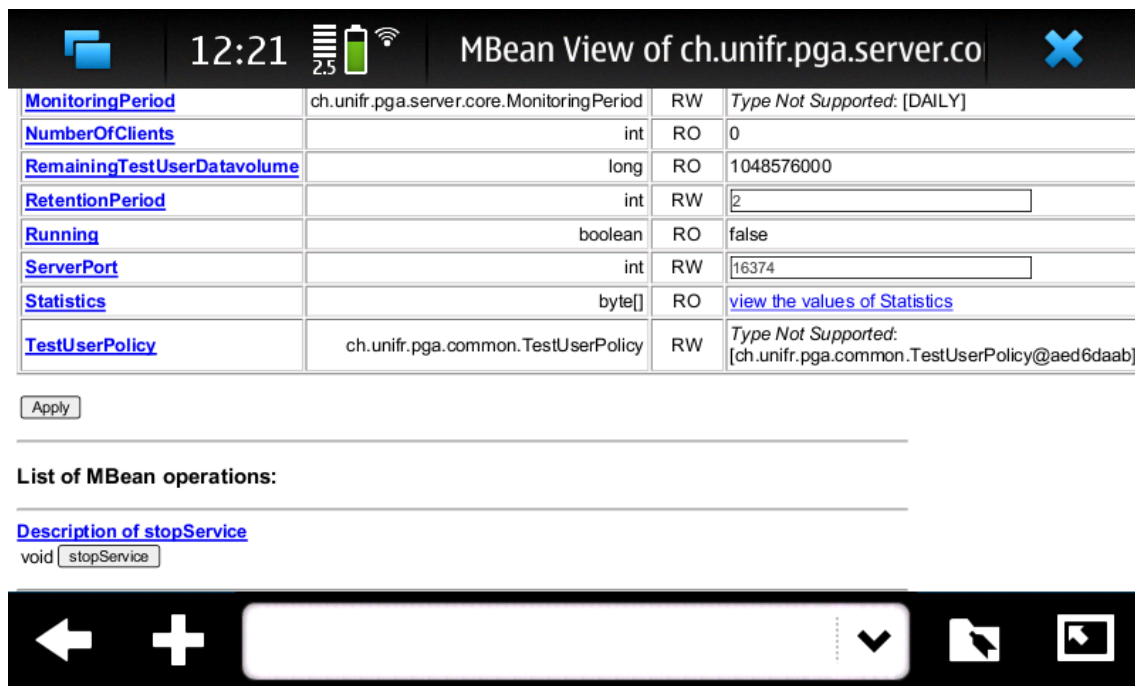 12:21 2.5 MBean View of ch.unifr.pga.server.co
MonitoringPeriod ch.unifr.pga.server.core.MonitoringPeriod RW Type Not Supported: [DAILY]
NumberOfClients int RO 0
RemainingTestUserDatavolume long RO 1048576000
RetentionPeriod int RW 2
Running boolean RO false
ServerPort int RW 16374
Statistics byte[] RO view the values of Statistics
TestUserPolicy ch.unifr.pga.common.TestUserPolicy RW Type Not Supported:
[ch.unifr.pga.common.TestUserPolicy@aed6daab]
Apply
List of MBean operations:
Description of stopService
void stopService